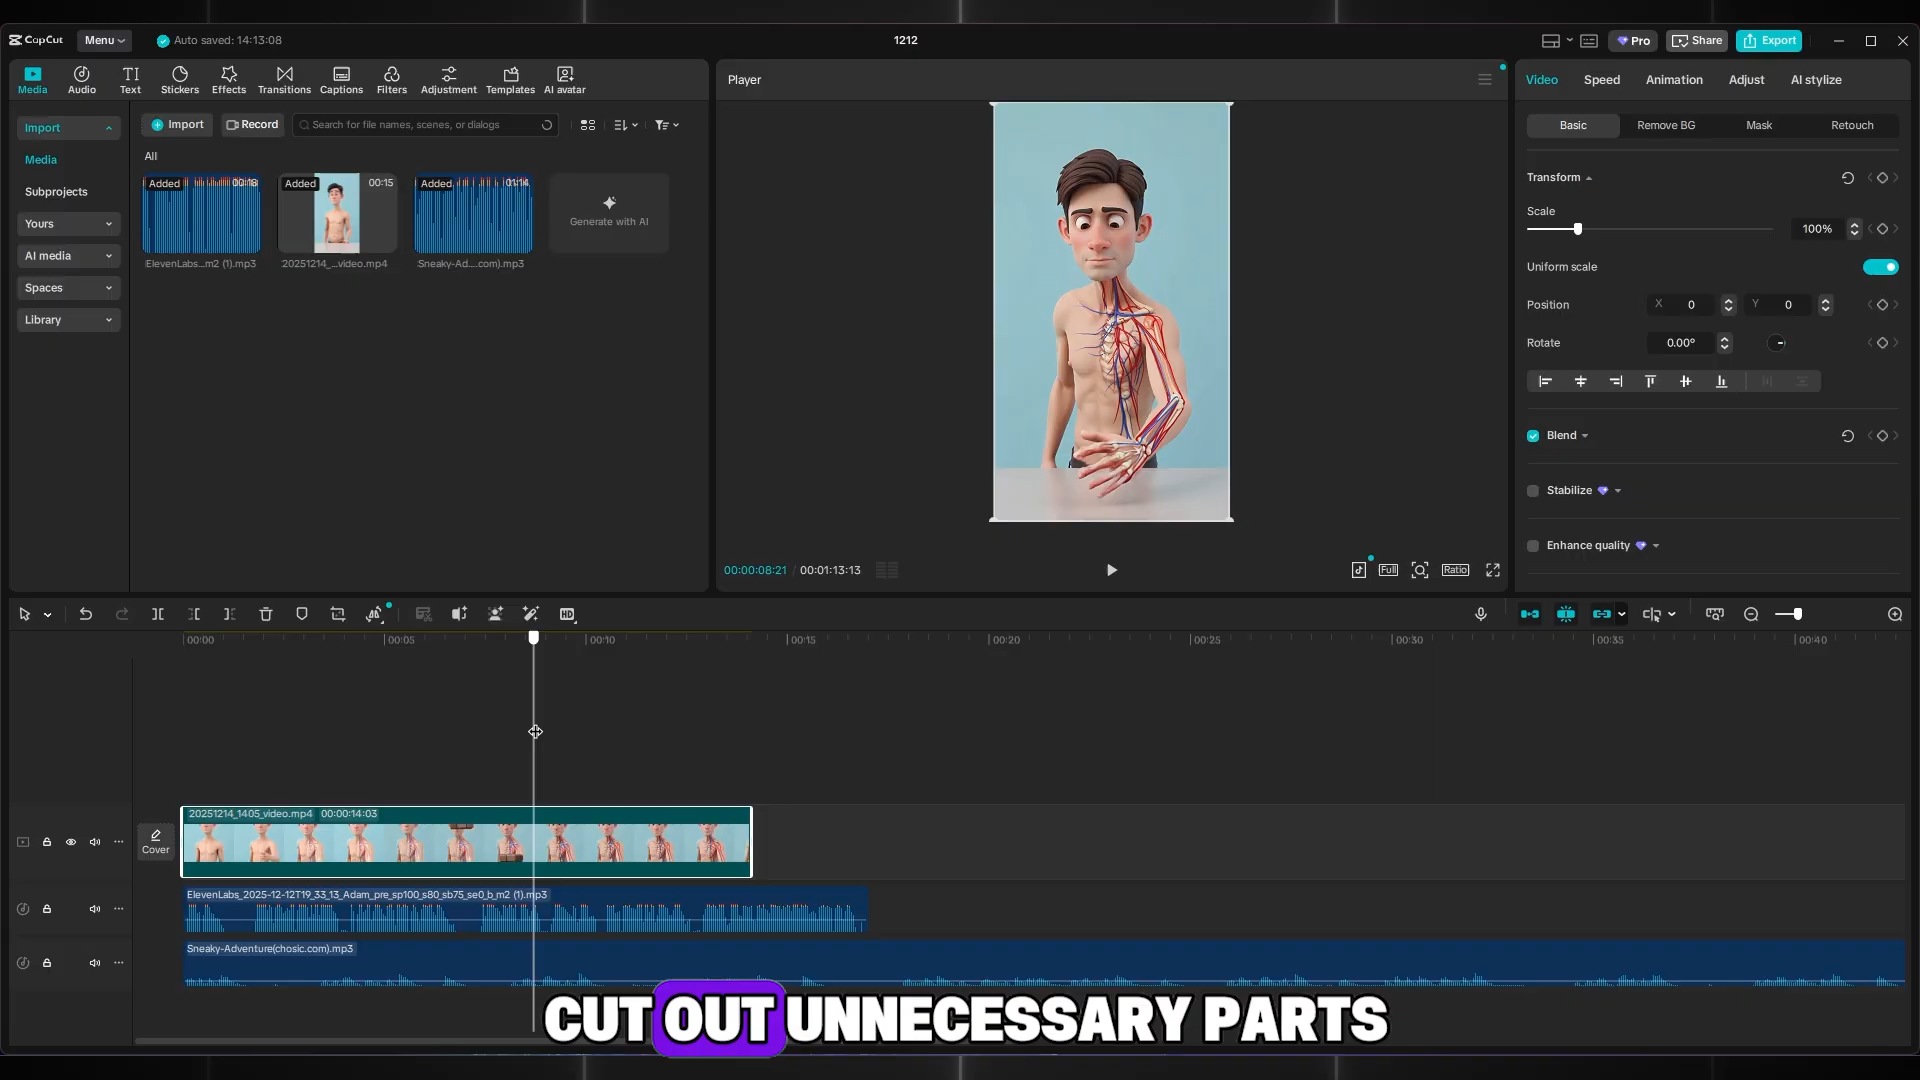 CapCut
Menu
Auto saved: 14:13:08
1212
Pro
Share
Export
Media
Audio
Text
Stickers
Effects
Transitions
Captions
Filters
Adjustment
Templates
AI avatar
Player
Video
Speed
Animation
Adjust
AI stylize
Import
Media
Subprojects
Yours
AI media
Spaces
Library
Import
Record
Search for file names, scenes, or dialogs
All
Added
00:18
ElevenLabs...m2 (1).mp3
Added
00:15
20251214_...video.mp4
Added
01:14
Sneaky-Ad....com).mp3
Generate with AI
00:00:08:21 / 00:01:13:13
Full
Ratio
Basic
Remove BG
Mask
Retouch
Transform
Scale
100%
Uniform scale
Position
X 0
Y 0
Rotate
0.00°
Blend
Stabilize
Enhance quality
HD
00:00
00:05
00:10
00:15
00:20
00:25
00:30
00:35
00:40
Cover
20251214_1405_video.mp4 00:00:14:03
ElevenLabs_2025-12-12T19_33_13_Adam_pre_sp100_s80_sb75_se0_b_m2 (1).mp3
Sneaky-Adventure(chosic.com).mp3
CUT OUT UNNECESSARY PARTS